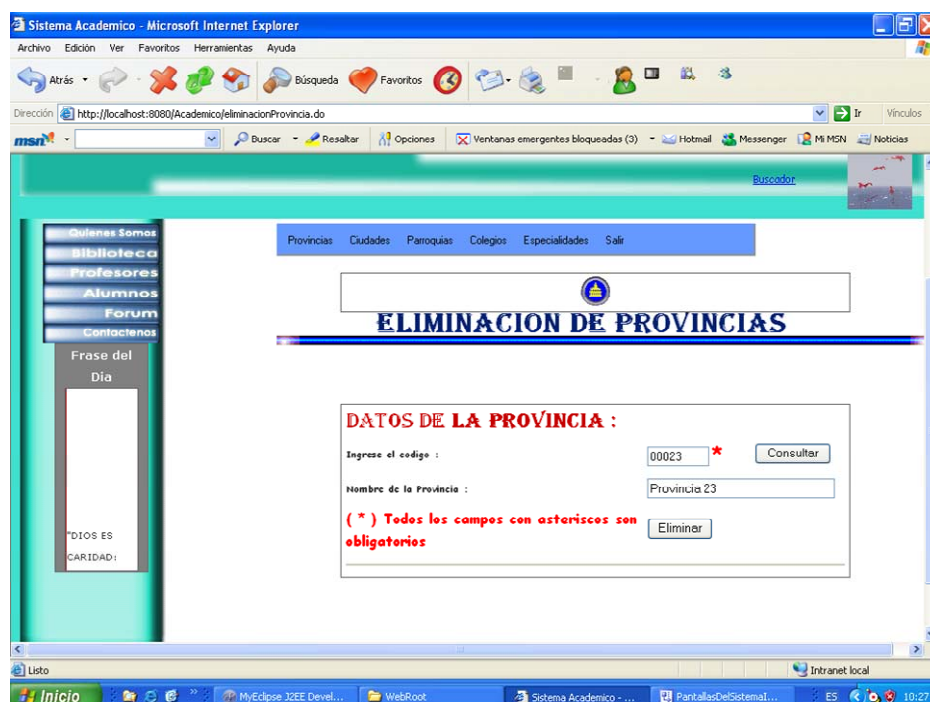 Sistema Academico - Microsoft Internet Explorer
Archivo Edición Ver Favoritos Herramientas Ayuda
Atrás Búsqueda Favoritos
Dirección http://localhost:8080/Academico/eliminacionProvincia.do Ir Vínculos
msn Buscar Resaltar Opciones Ventanas emergentes bloqueadas (3) Hotmail Messenger Mi MSN Noticias
Buscador
Quienes Somos
Biblioteca
Profesores
Alumnos
Forum
Contactenos
Frase del
Dia
"DIOS ES
CARIDAD:
Provincias Ciudades Parroquias Colegios Especialidades Salir
ELIMINACION DE PROVINCIAS
DATOS DE LA PROVINCIA :
Ingrese el codigo : 00023 * Consultar
Nombre de la Provincia : Provincia 23
( * ) Todos los campos con asteriscos son
obligatorios
Eliminar
Listo Intranet local
Inicio MyEclipse J2EE Devel... WebRoot Sistema Academico - ... PantallasDelSistemaI... ES 10:27